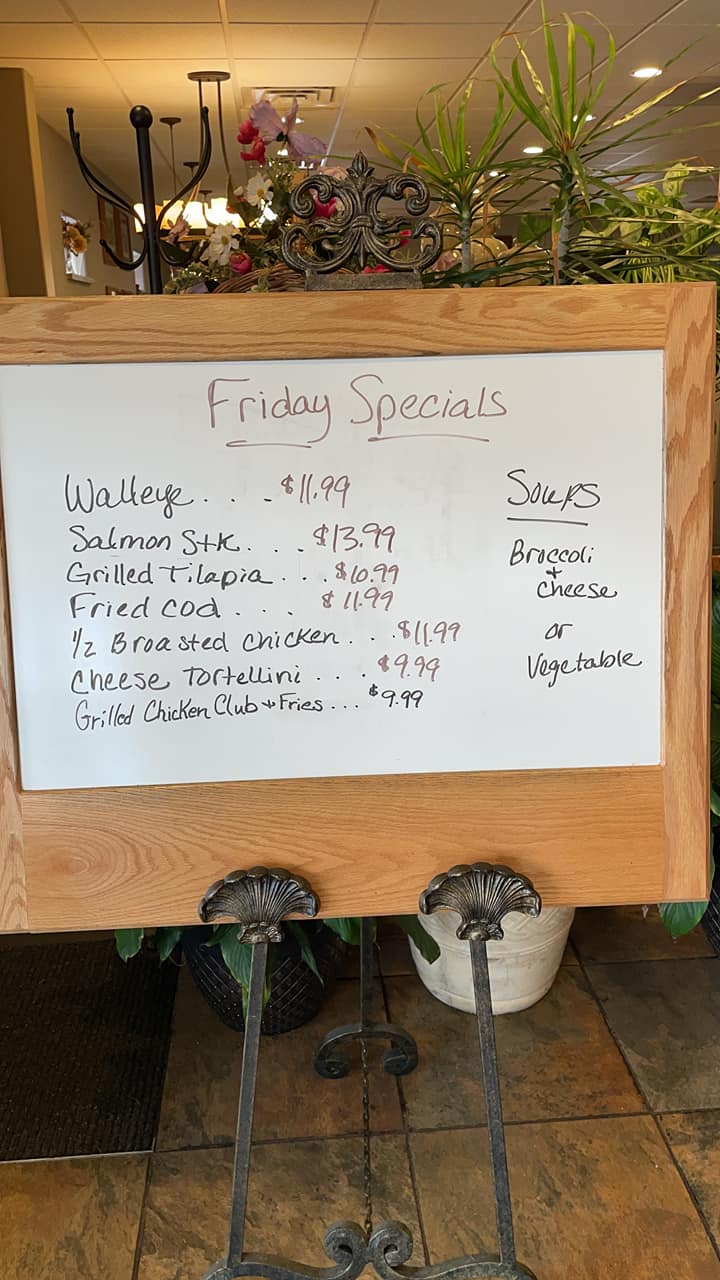 Friday Specials
Walleye . . . $11.99
Salmon Stk. . . . $13.99
Grilled Tilapia . . . $10.99
Fried Cod . . . $11.99
1/2 Broasted Chicken . . . $11.99
Cheese Tortellini . . . $9.99
Grilled Chicken Club + Fries ... $9.99
Soups
Broccoli
+
Cheese
or
Vegetable